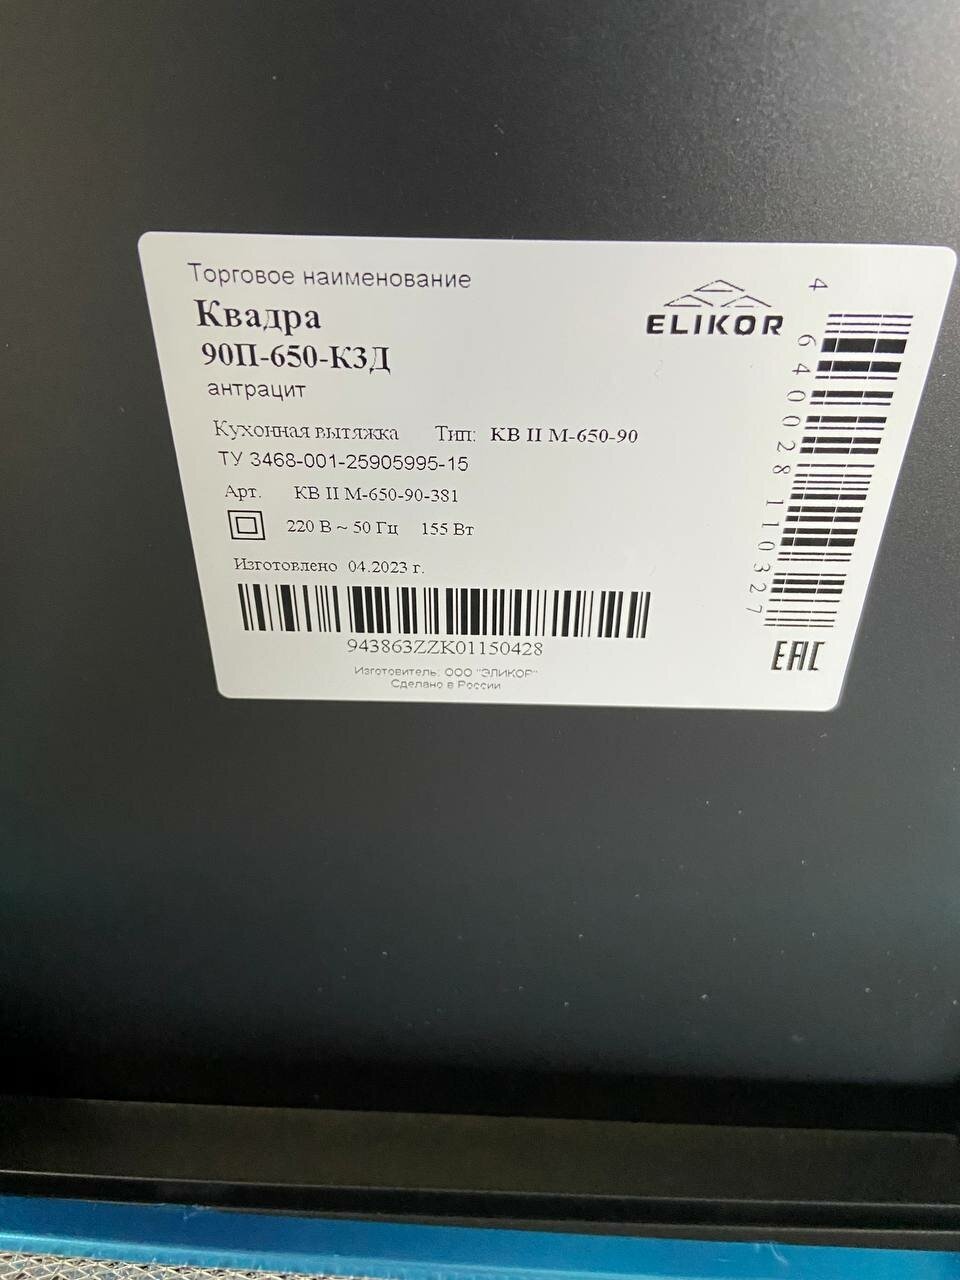 Торговое наименование
Квадра
90П-650-КЗД
антрацит
ELIKOR
Кухонная вытяжка Тип: КВ II М-650-90
ТУ 3468-001-25905995-15
Арт. КВ II М-650-90-381
220 В ~ 50 Гц 155 Вт
Изготовлено 04.2023 г.
943863ZZK01150428
Изготовитель: ООО "ЭЛИКОР"
Сделано в России
4 640028 110327
EAC